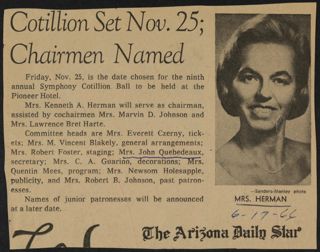 Cotillion Set Nov. 25;
Chairmen Named
Friday, Nov. 25, is the date chosen for the ninth
annual Symphony Cotillion Ball to be held at the
Pioneer Hotel.
Mrs. Kenneth A. Herman will serve as chairman,
assisted by cochairmen Mrs. Marvin D. Johnson and
Mrs. Lawrence Bret Harte.
Committee heads are Mrs. Everett Czerny, tick-
ets; Mrs. M. Vincent Blakely, general arrangements;
Mrs. Robert Foster, staging; Mrs. John Quebedeaux,
secretary; Mrs. C. A. Guarino, decorations; Mrs.
Quentin Mees, program; Mrs. Newsom Holesapple,
publicity, and Mrs. Robert B. Johnson, past patron-
esses.
Names of junior patronesses will be announced
at a later date.
—Sanders-Manley photo
MRS. HERMAN
6-17-66
The Arizona Daily Star